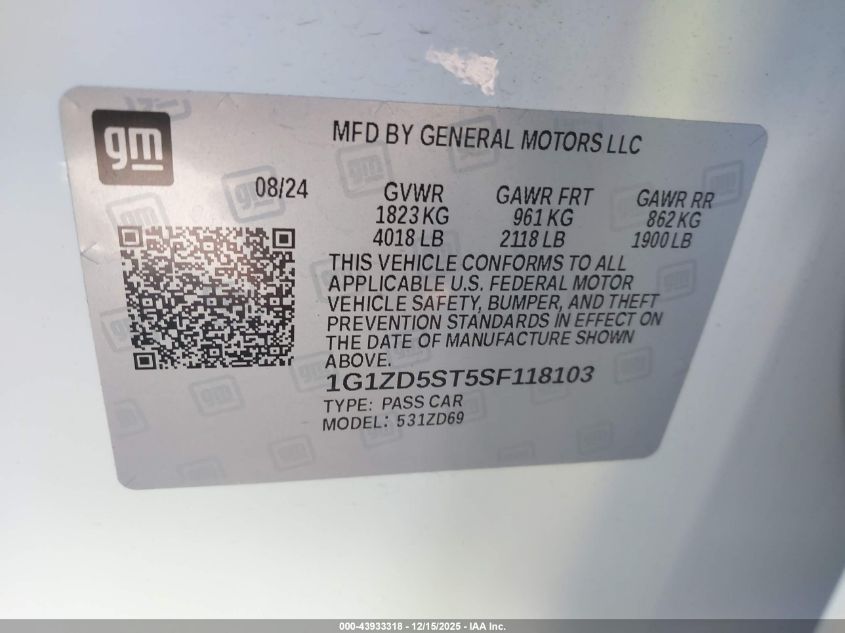 gm
MFD BY GENERAL MOTORS LLC
08/24
GVWR GAWR FRT GAWR RR
1823 KG 961 KG 862 KG
4018 LB 2118 LB 1900 LB
THIS VEHICLE CONFORMS TO ALL
APPLICABLE U.S. FEDERAL MOTOR
VEHICLE SAFETY, BUMPER, AND THEFT
PREVENTION STANDARDS IN EFFECT ON
THE DATE OF MANUFACTURE SHOWN
ABOVE.
1G1ZD5ST5SF118103
TYPE: PASS CAR
MODEL: 531ZD69
000-43933318 - 12/15/2025 - IAA Inc.